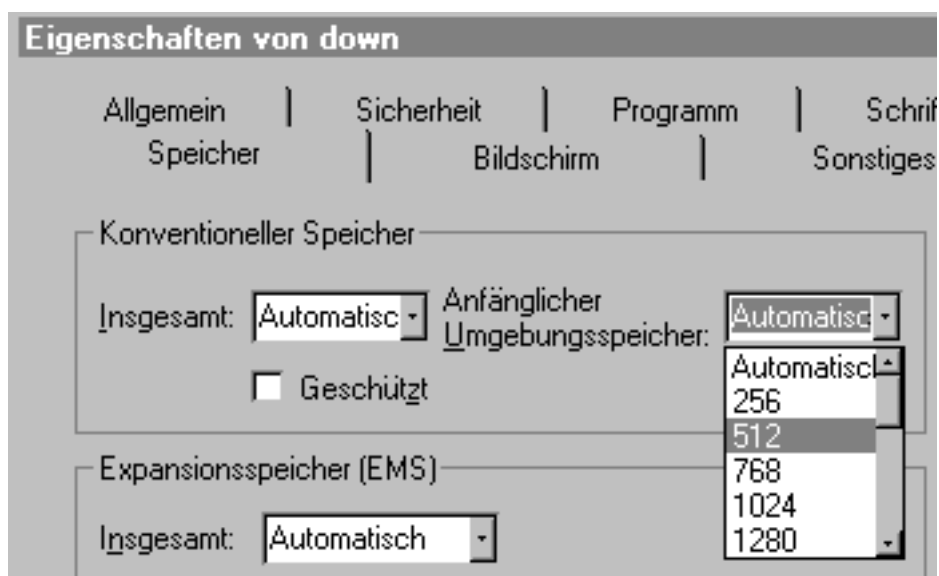 Eigenschaften von down
Allgemein Sicherheit Programm Schrif
Speicher Bildschirm Sonstiges
Konventioneller Speicher
Insgesamt: Automatisc Anfänglicher
Umgebungsspeicher: Automatisc
Geschützt
Automatiscl
256
512
768
1024
1280
Expansionsspeicher (EMS)
Insgesamt: Automatisch